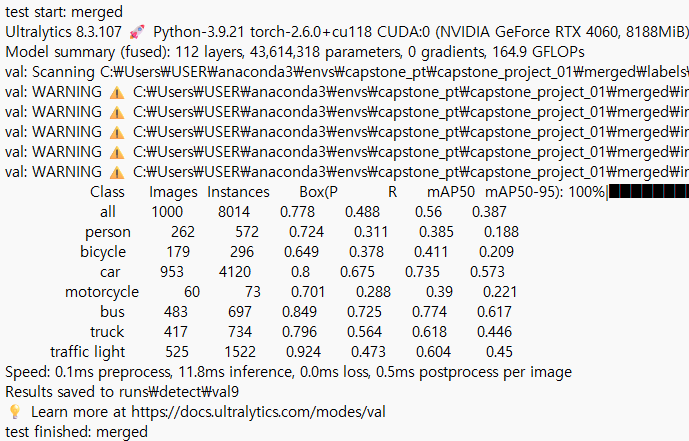 test start: merged
Ultralytics 8.3.107 🚀 Python-3.9.21 torch-2.6.0+cu118 CUDA:0 (NVIDIA GeForce RTX 4060, 8188MiB)
Model summary (fused): 112 layers, 43,614,318 parameters, 0 gradients, 164.9 GFLOPs
val: Scanning C:₩Users₩USER₩anaconda3₩envs₩capstone_pt₩capstone_project_01₩merged₩labels₩
val: WARNING ⚠️ C:₩Users₩USER₩anaconda3₩envs₩capstone_pt₩capstone_project_01₩merged₩ir
val: WARNING ⚠️ C:₩Users₩USER₩anaconda3₩envs₩capstone_pt₩capstone_project_01₩merged₩ir
val: WARNING ⚠️ C:₩Users₩USER₩anaconda3₩envs₩capstone_pt₩capstone_project_01₩merged₩ir
val: WARNING ⚠️ C:₩Users₩USER₩anaconda3₩envs₩capstone_pt₩capstone_project_01₩merged₩ir
val: WARNING ⚠️ C:₩Users₩USER₩anaconda3₩envs₩capstone_pt₩capstone_project_01₩merged₩ir
Class Images Instances Box(P R mAP50 mAP50-95): 100%
all 1000 8014 0.778 0.488 0.56 0.387
person 262 572 0.724 0.311 0.385 0.188
bicycle 179 296 0.649 0.378 0.411 0.209
car 953 4120 0.8 0.675 0.735 0.573
motorcycle 60 73 0.701 0.288 0.39 0.221
bus 483 697 0.849 0.725 0.774 0.617
truck 417 734 0.796 0.564 0.618 0.446
traffic light 525 1522 0.924 0.473 0.604 0.45
Speed: 0.1ms preprocess, 11.8ms inference, 0.0ms loss, 0.5ms postprocess per image
Results saved to runs₩detect₩val9
💡 Learn more at https://docs.ultralytics.com/modes/val
test finished: merged